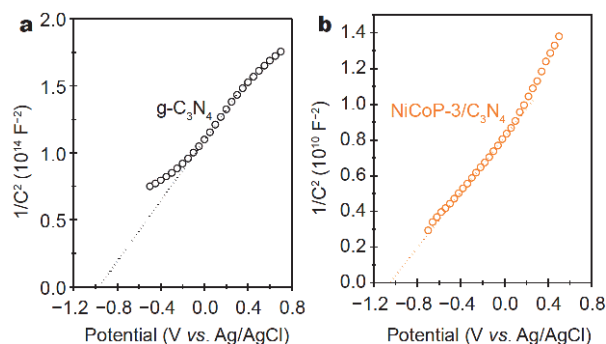 a
2.0
1.5
1.0
0.5
0.0
1/C² (10¹⁴ F⁻²)
g-C₃N₄
−1.2 −0.8 −0.4 0.0 0.4 0.8
Potential (V vs. Ag/AgCl)
b
1.4
1.2
1.0
0.8
0.6
0.4
0.2
0.0
1/C² (10¹⁰ F⁻²)
NiCoP-3/C₃N₄
−1.2 −0.8 −0.4 0.0 0.4 0.8
Potential (V vs. Ag/AgCl)